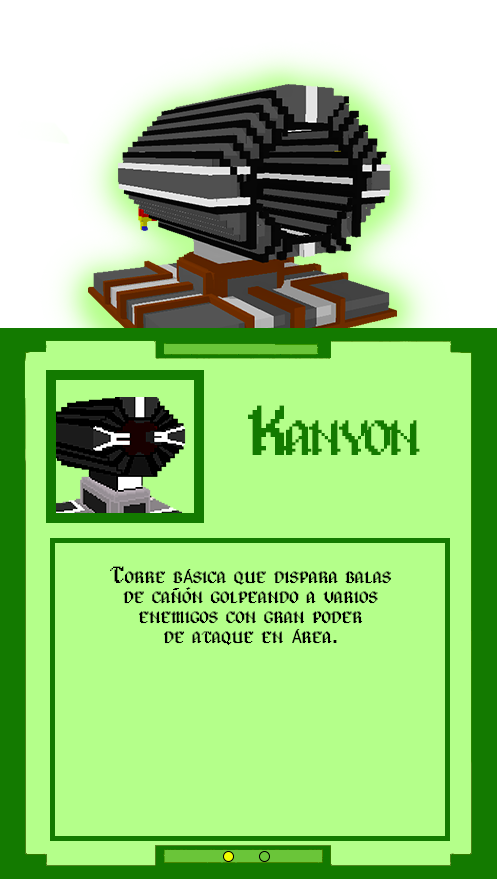 Kanyon
Torre básica que dispara balas
de cañón golpeando a varios
enemigos con gran poder
de ataque en área.